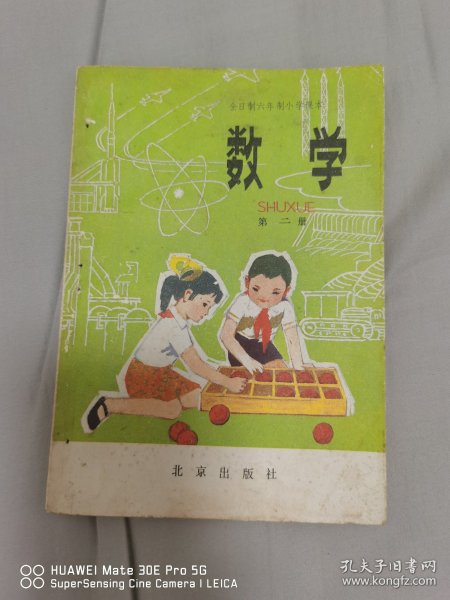 全日制六年制小学课本
数学
SHUXUE
第二册
北京出版社
HUAWEI Mate 30E Pro 5G
SuperSensing Cine Camera | LEICA
孔夫子旧书网
www.kongfz.com